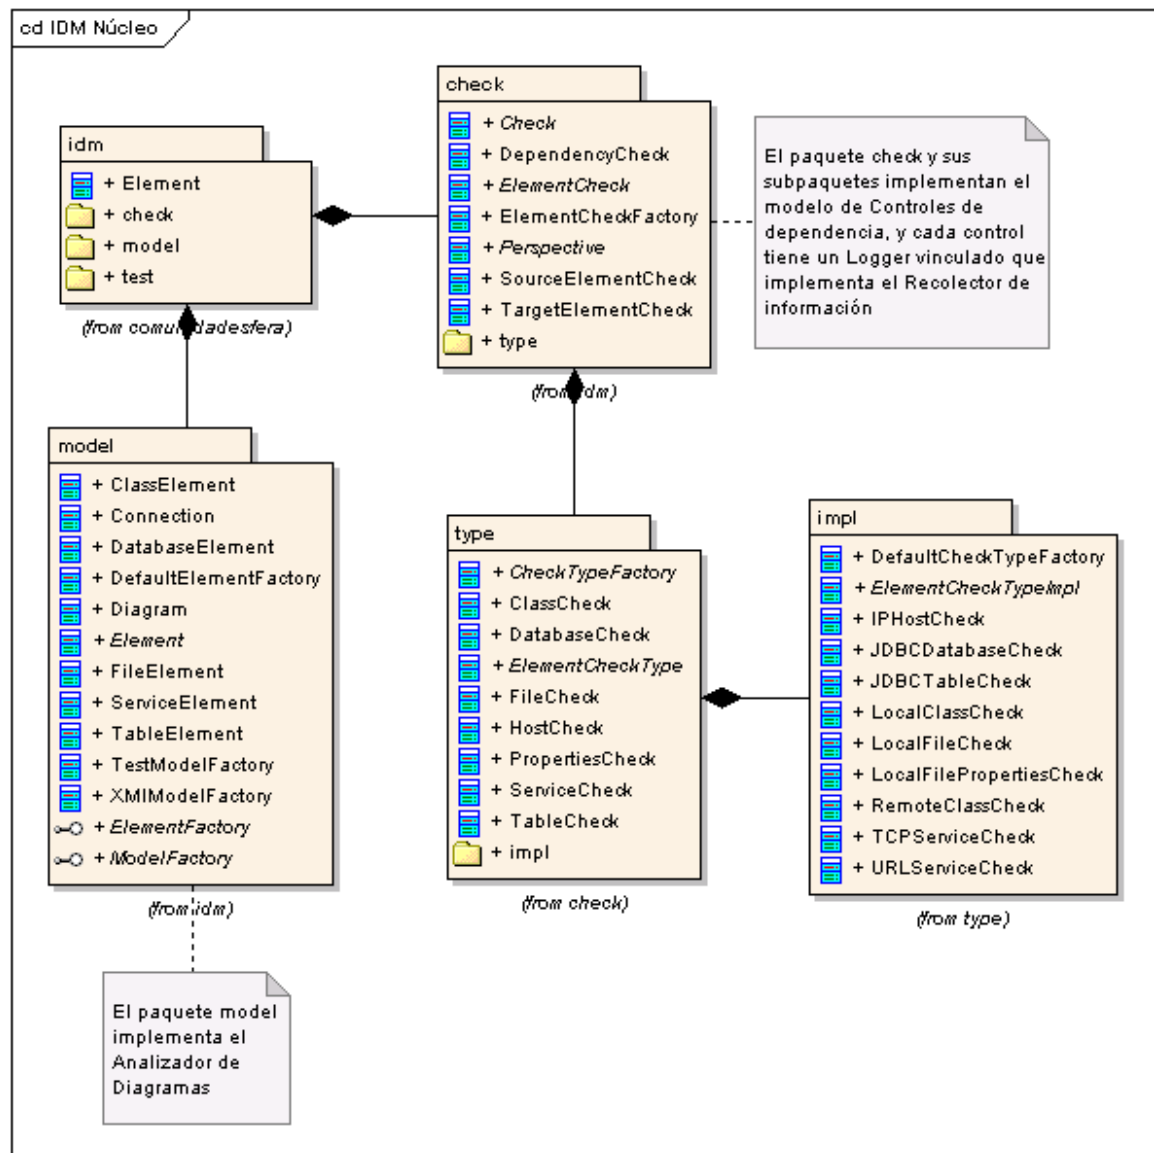 cd IDM Núcleo
idm
+ Element
+ check
+ model
+ test
(from comunidadesfera)
check
+ Check
+ DependencyCheck
+ ElementCheck
+ ElementCheckFactory
+ Perspective
+ SourceElementCheck
+ TargetElementCheck
+ type
(from idm)
El paquete check y sus
subpaquetes implementan el
modelo de Controles de
dependencia, y cada control
tiene un Logger vinculado que
implementa el Recolector de
información
model
+ ClassElement
+ Connection
+ DatabaseElement
+ DefaultElementFactory
+ Diagram
+ Element
+ FileElement
+ ServiceElement
+ TableElement
+ TestModelFactory
+ XMIModelFactory
+ ElementFactory
+ ModelFactory
(from idm)
type
+ CheckTypeFactory
+ ClassCheck
+ DatabaseCheck
+ ElementCheckType
+ FileCheck
+ HostCheck
+ PropertiesCheck
+ ServiceCheck
+ TableCheck
+ impl
(from check)
impl
+ DefaultCheckTypeFactory
+ ElementCheckTypeImpl
+ IPHostCheck
+ JDBCDatabaseCheck
+ JDBCTableCheck
+ LocalClassCheck
+ LocalFileCheck
+ LocalFilePropertiesCheck
+ RemoteClassCheck
+ TCPServiceCheck
+ URLServiceCheck
(from type)
El paquete model
implementa el
Analizador de
Diagramas